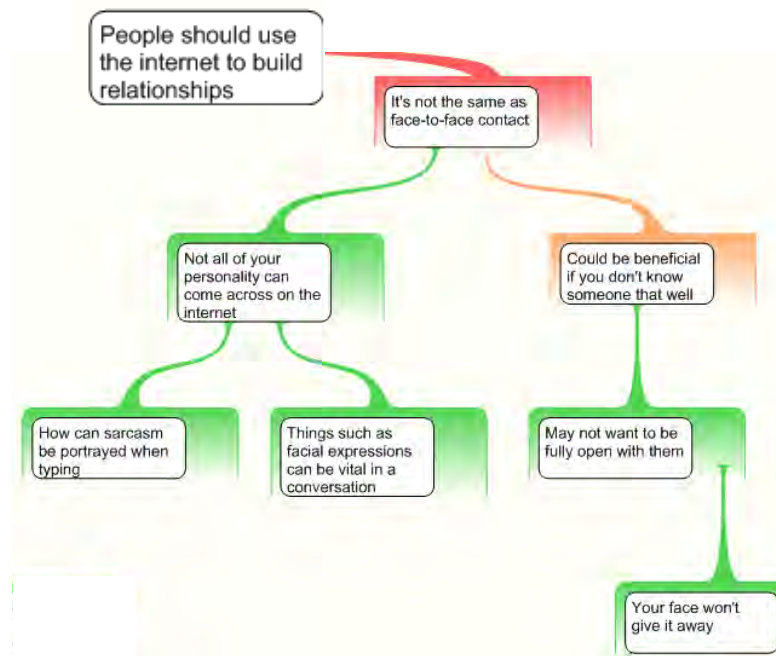 People should use
the internet to build
relationships
It's not the same as
face-to-face contact
Not all of your
personality can
come across on the
internet
Could be beneficial
if you don't know
someone that well
How can sarcasm
be portrayed when
typing
Things such as
facial expressions
can be vital in a
conversation
May not want to be
fully open with them
Your face won't
give it away